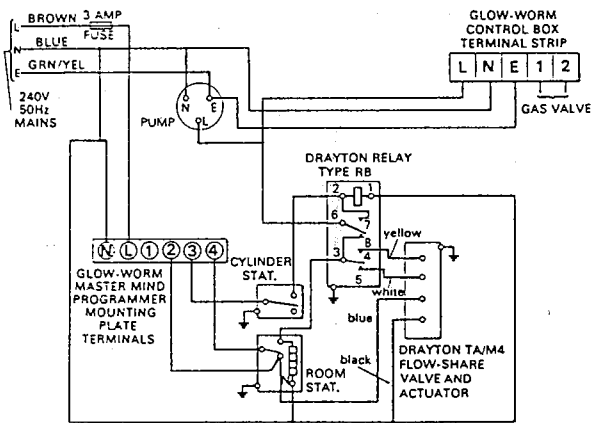 L BROWN 3 AMP
FUSE
N BLUE
E GRN/YEL
240V
50Hz
MAINS
GLOW-WORM
CONTROL BOX
TERMINAL STRIP
L N E 1 2
GAS VALVE
N E
L
PUMP
DRAYTON RELAY
TYPE RB
2 1
6 7
8
3 4
5
yellow
white
blue
black
N L 1 2 3 4
GLOW-WORM
MASTER MIND
PROGRAMMER
MOUNTING
PLATE
TERMINALS
CYLINDER
STAT.
ROOM
STAT.
DRAYTON TA/M4
FLOW-SHARE
VALVE AND
ACTUATOR